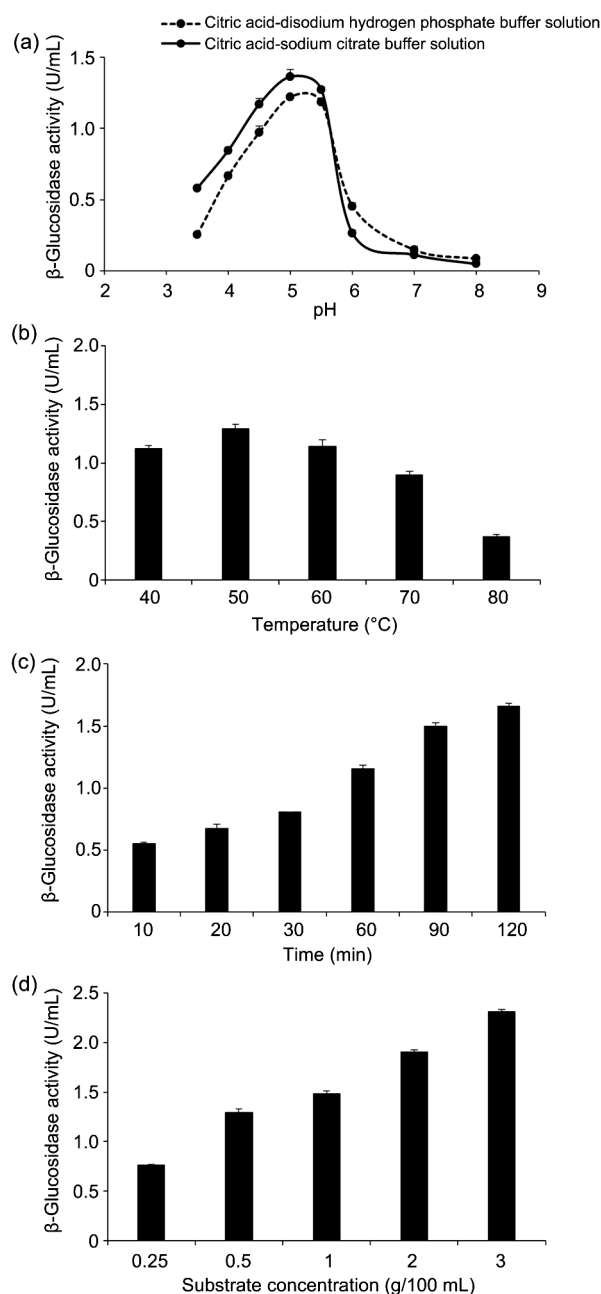 Citric acid-disodium hydrogen phosphate buffer solution
Citric acid-sodium citrate buffer solution
(a)
β-Glucosidase activity (U/mL)
1.5
1.0
0.5
0
2 3 4 5 6 7 8 9
pH
(b)
β-Glucosidase activity (U/mL)
2.0
1.5
1.0
0.5
0
40 50 60 70 80
Temperature (°C)
(c)
β-Glucosidase activity (U/mL)
2.0
1.5
1.0
0.5
0
10 20 30 60 90 120
Time (min)
(d)
β-Glucosidase activity (U/mL)
2.5
2.0
1.5
1.0
0.5
0
0.25 0.5 1 2 3
Substrate concentration (g/100 mL)